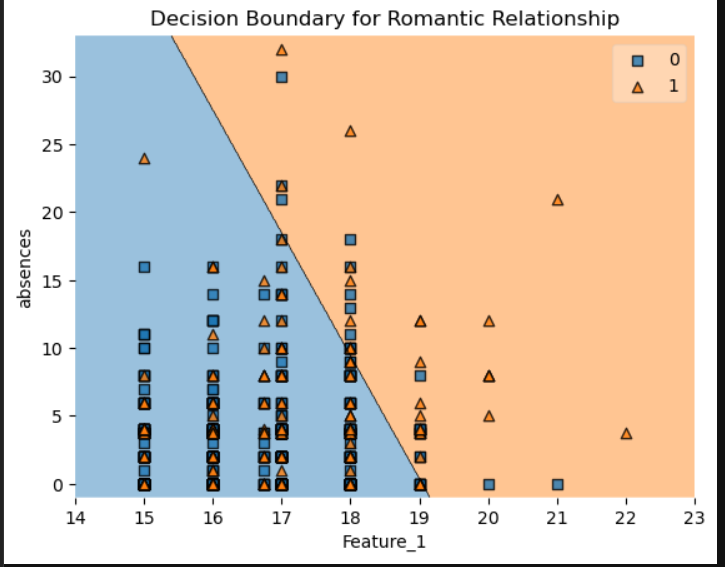 Decision Boundary for Romantic Relationship
0
1
absences
30
25
20
15
10
5
0
14 15 16 17 18 19 20 21 22 23
Feature_1